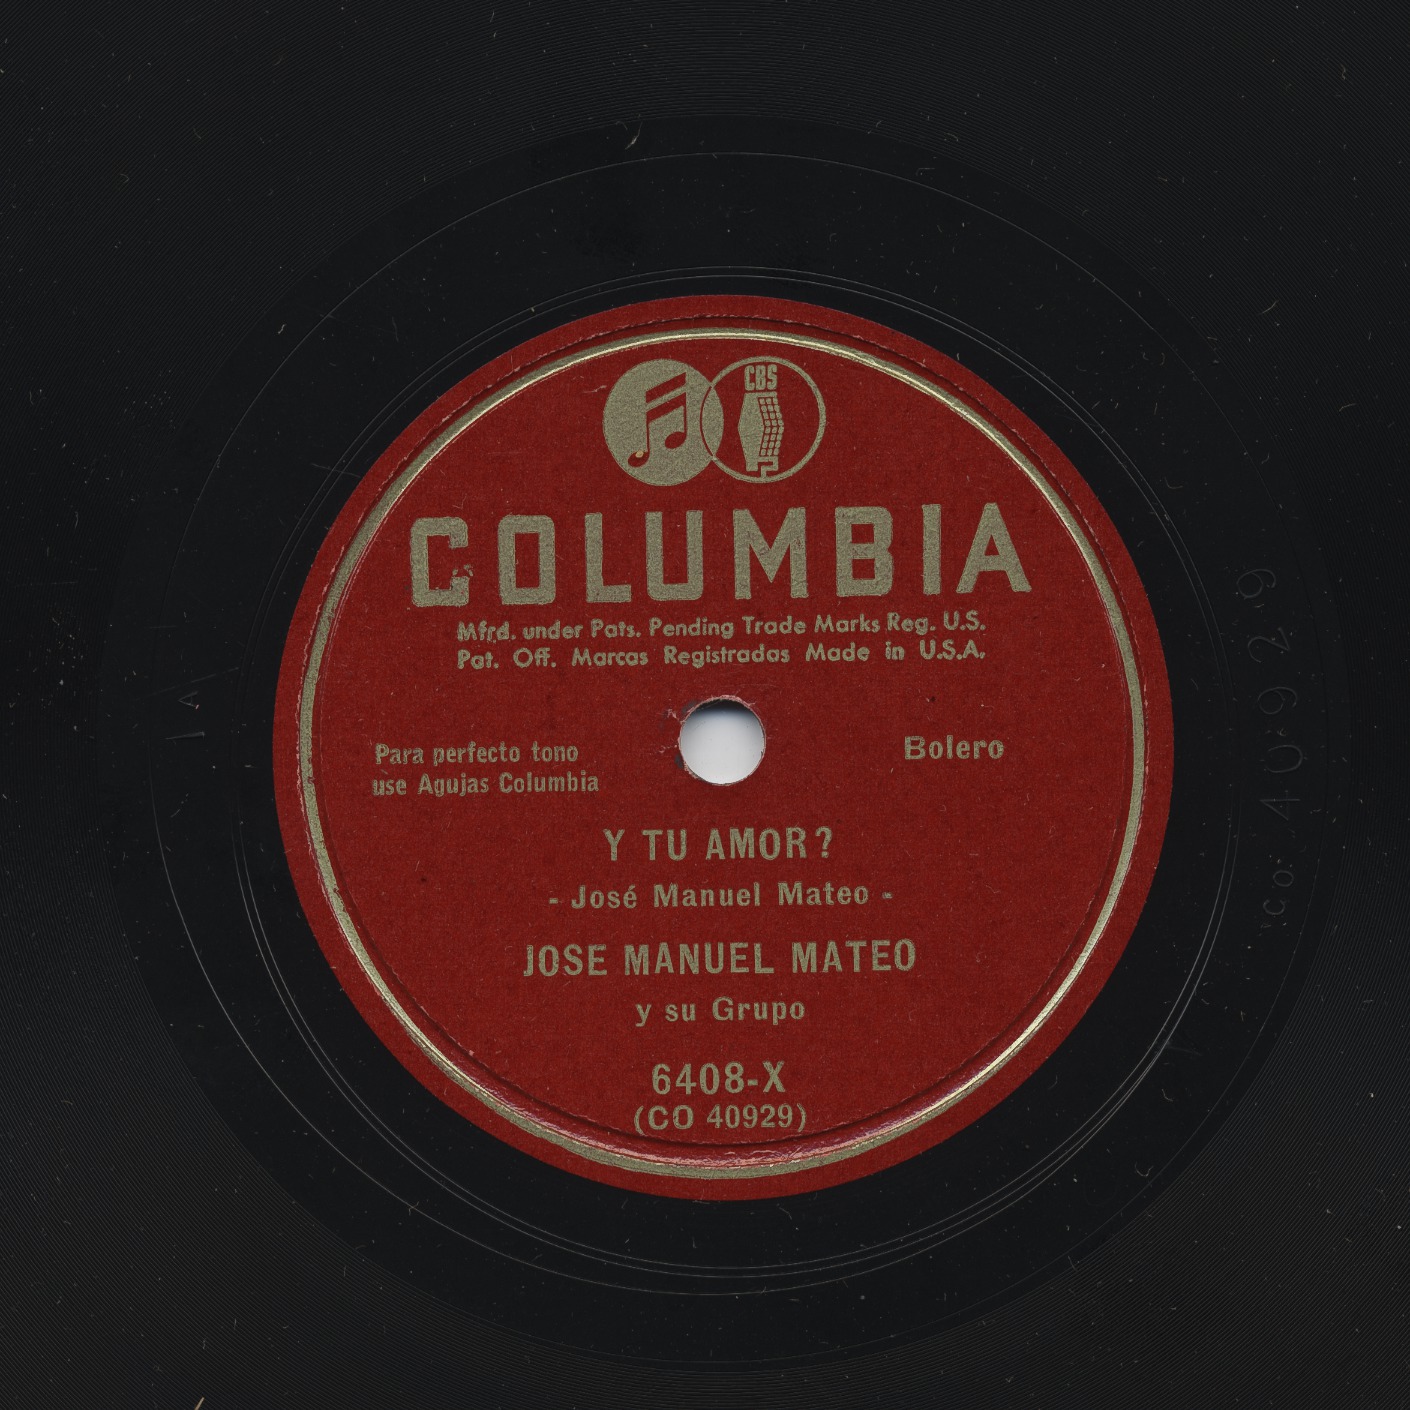 CBS
COLUMBIA
Mfrd. under Pats. Pending Trade Marks Reg. U.S.
Pat. Off. Marcas Registradas Made in U.S.A.
Para perfecto tono
use Agujas Columbia
Bolero
Y TU AMOR?
- José Manuel Mateo -
JOSE MANUEL MATEO
y su Grupo
6408-X
(CO 40929)
CO 40929
1A